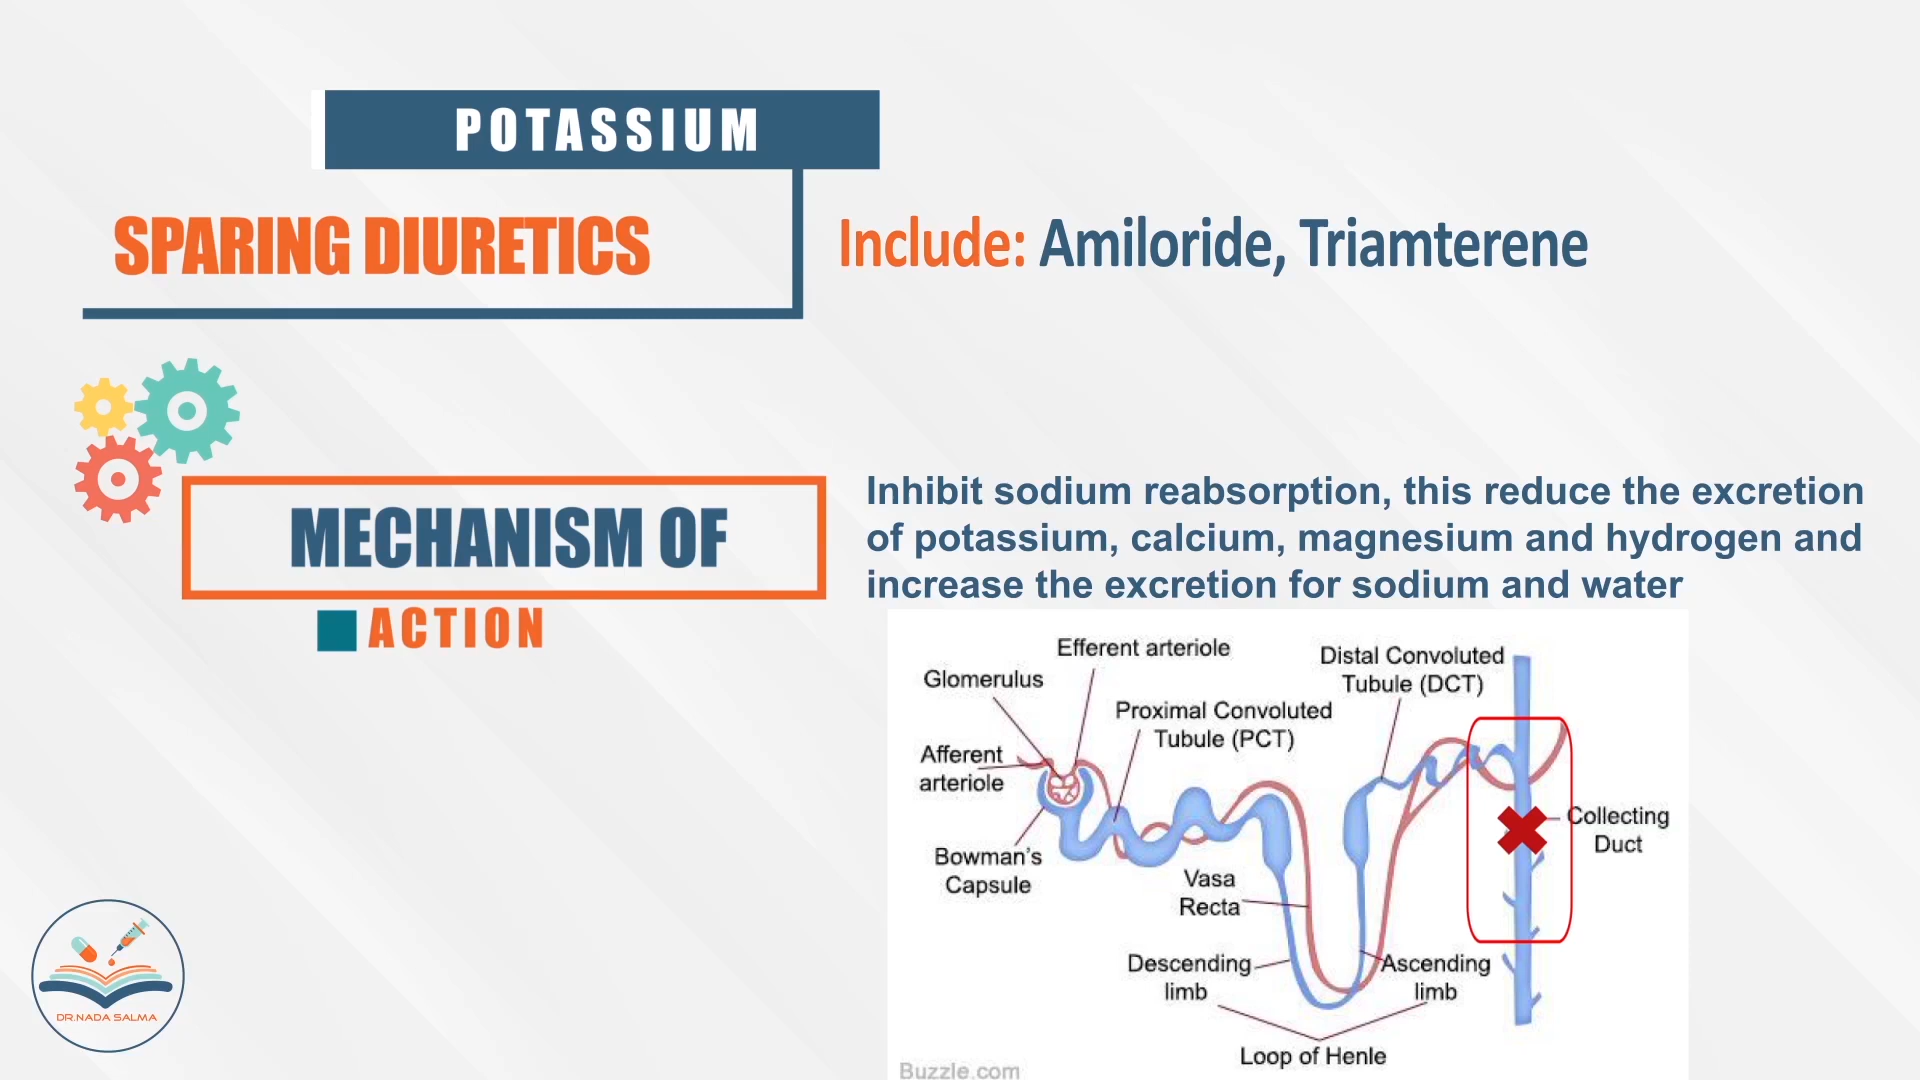 POTASSIUM
SPARING DIURETICS
Include: Amiloride, Triamterene
MECHANISM OF
ACTION
Inhibit sodium reabsorption, this reduce the excretion
of potassium, calcium, magnesium and hydrogen and
increase the excretion for sodium and water
Efferent arteriole
Glomerulus
Distal Convoluted
Tubule (DCT)
Proximal Convoluted
Tubule (PCT)
Afferent
arteriole
Collecting
Duct
Bowman's
Capsule
Vasa
Recta
Descending
limb
Ascending
limb
Loop of Henle
Buzzle.com
DR.NADA SALMA